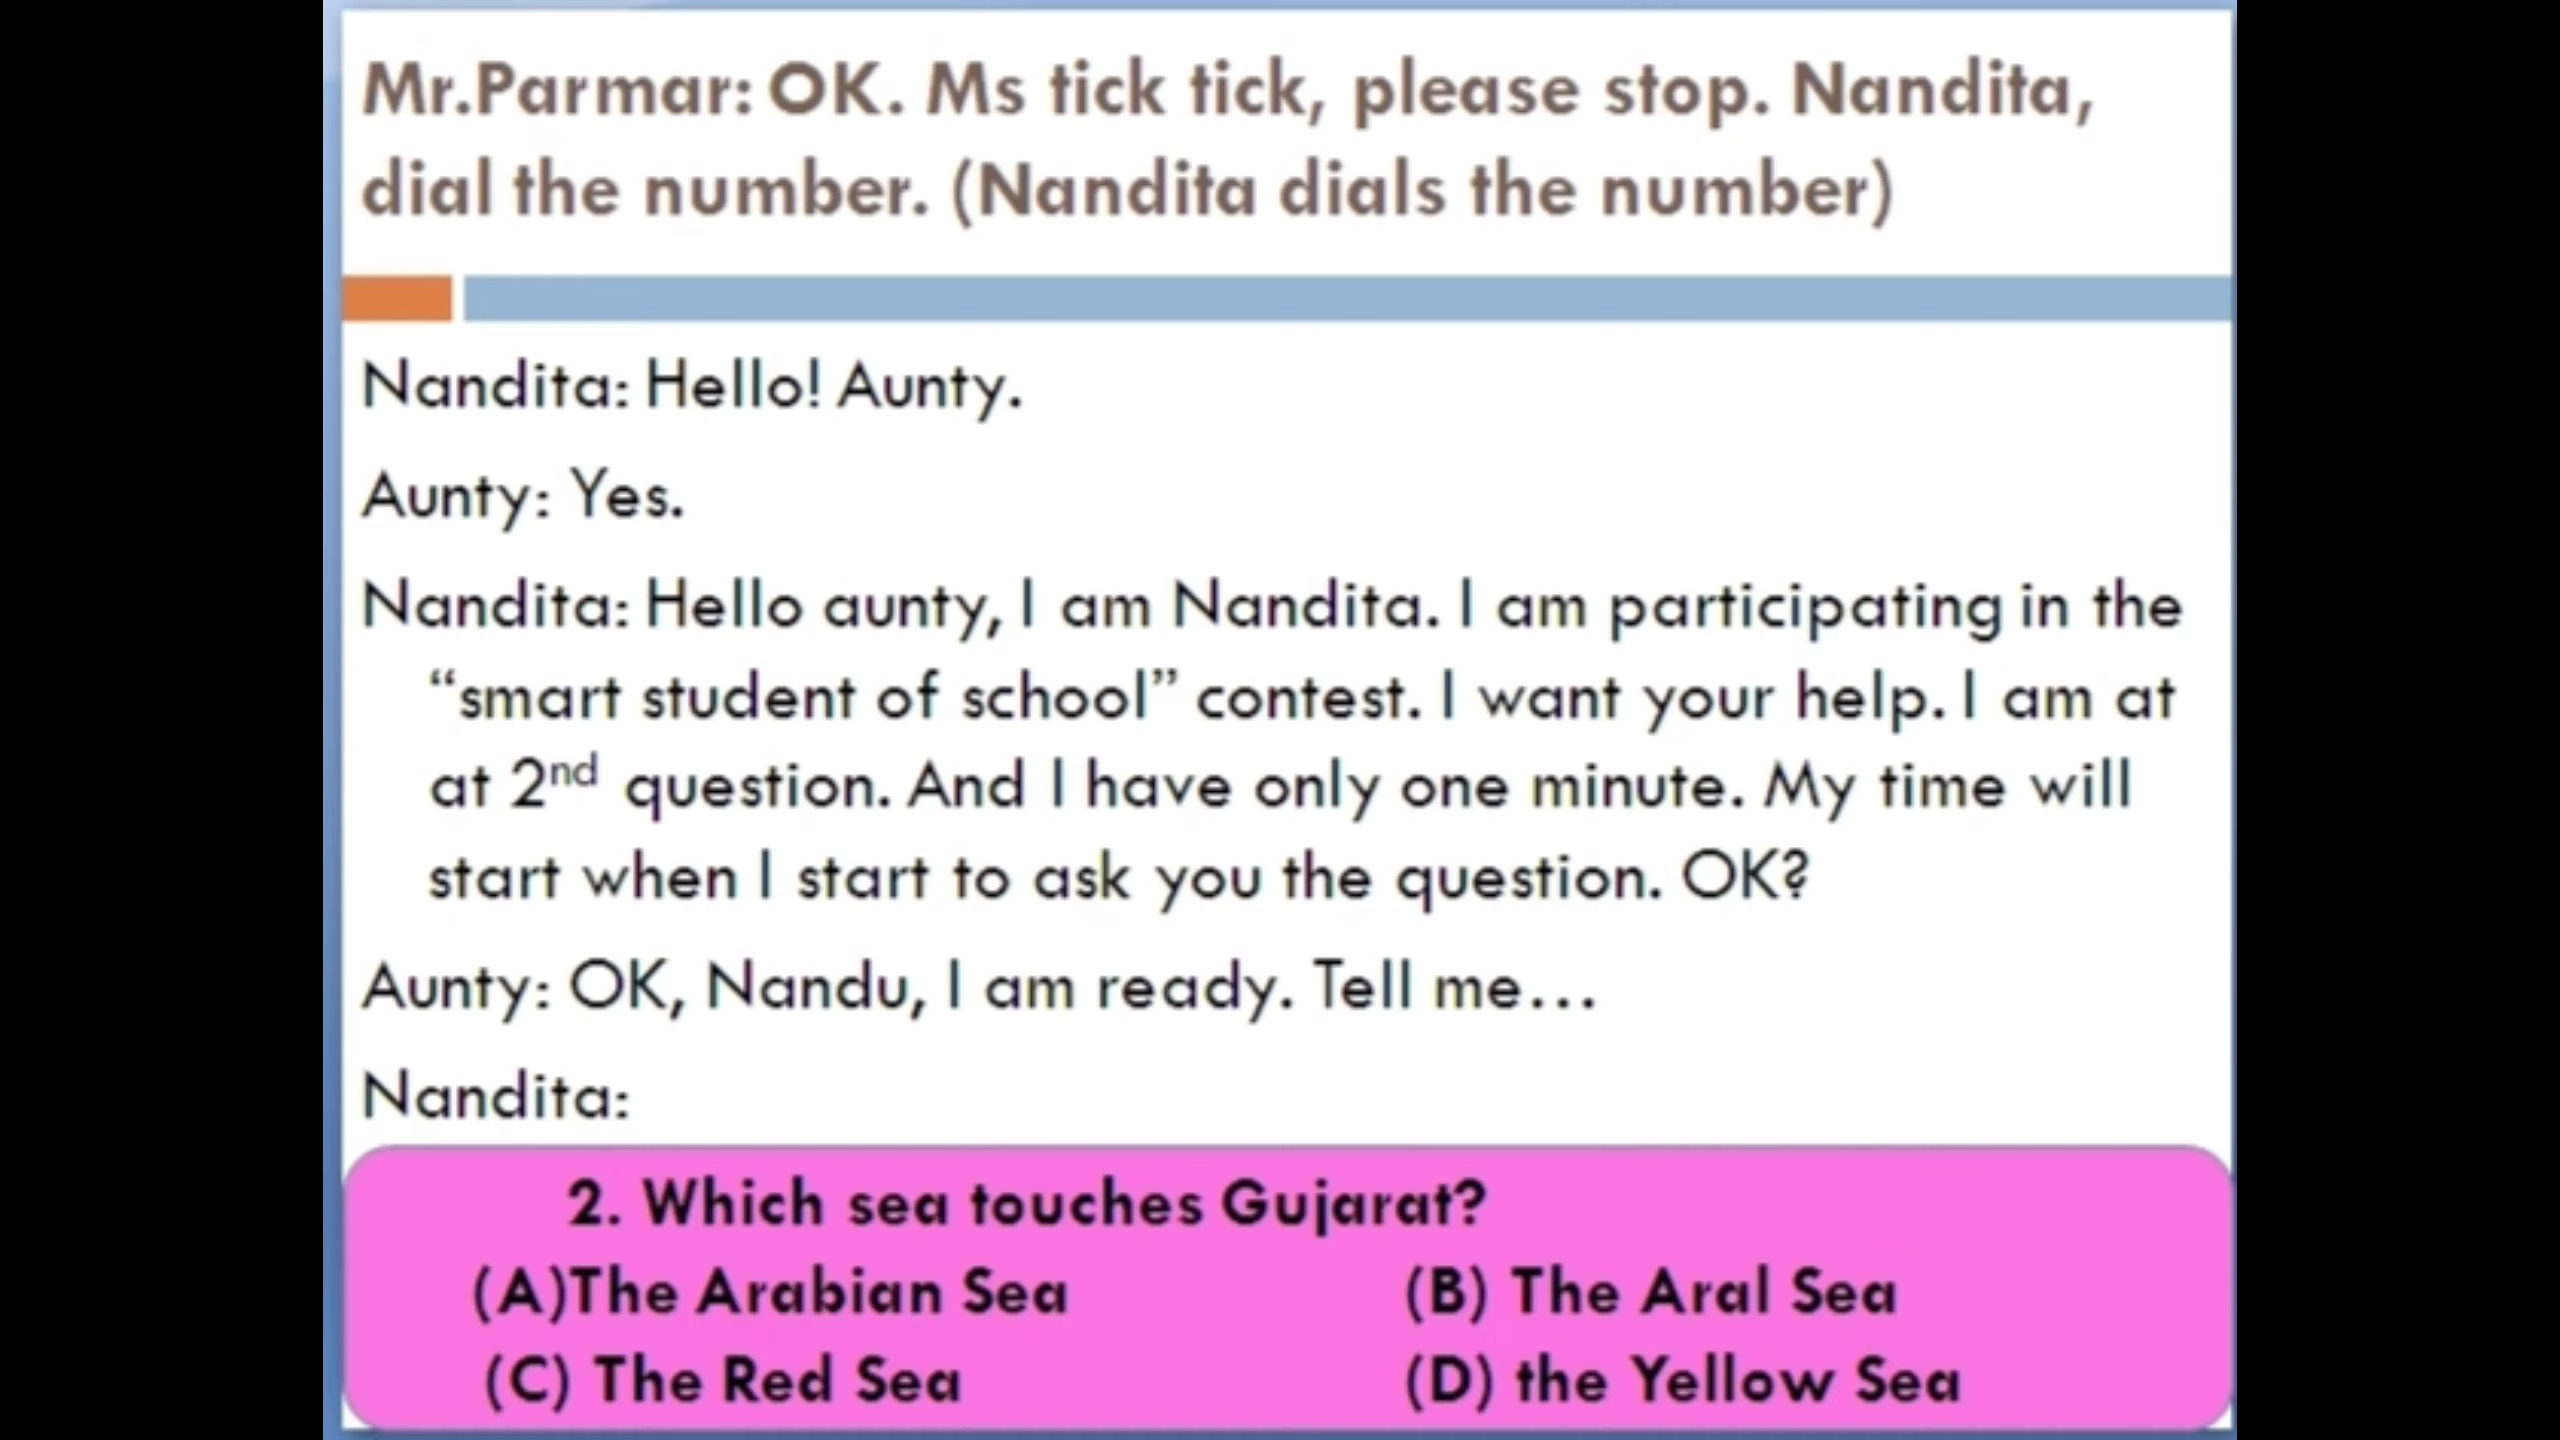 Mr.Parmar: OK. Ms tick tick, please stop. Nandita,
dial the number. (Nandita dials the number)
Nandita: Hello! Aunty.
Aunty: Yes.
Nandita: Hello aunty, I am Nandita. I am participating in the
“smart student of school” contest. I want your help. I am at
at 2nd question. And I have only one minute. My time will
start when I start to ask you the question. OK?
Aunty: OK, Nandu, I am ready. Tell me...
Nandita:
2. Which sea touches Gujarat?
(A)The Arabian Sea (B) The Aral Sea
(C) The Red Sea (D) the Yellow Sea